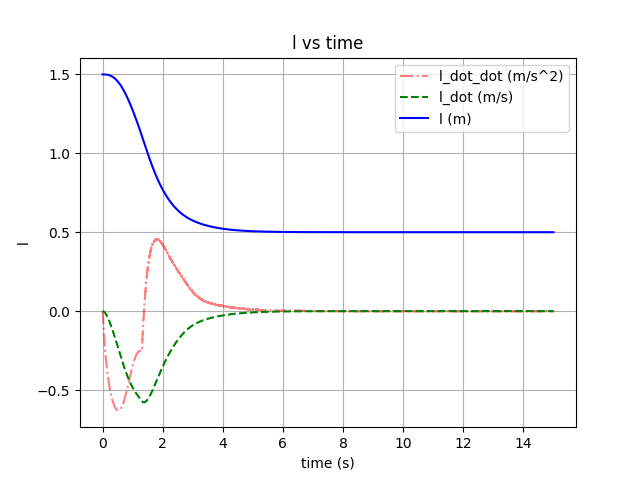 l vs time
l_dot_dot (m/s^2)
l_dot (m/s)
l (m)
1.5
1.0
0.5
0.0
−0.5
l
0 2 4 6 8 10 12 14
time (s)